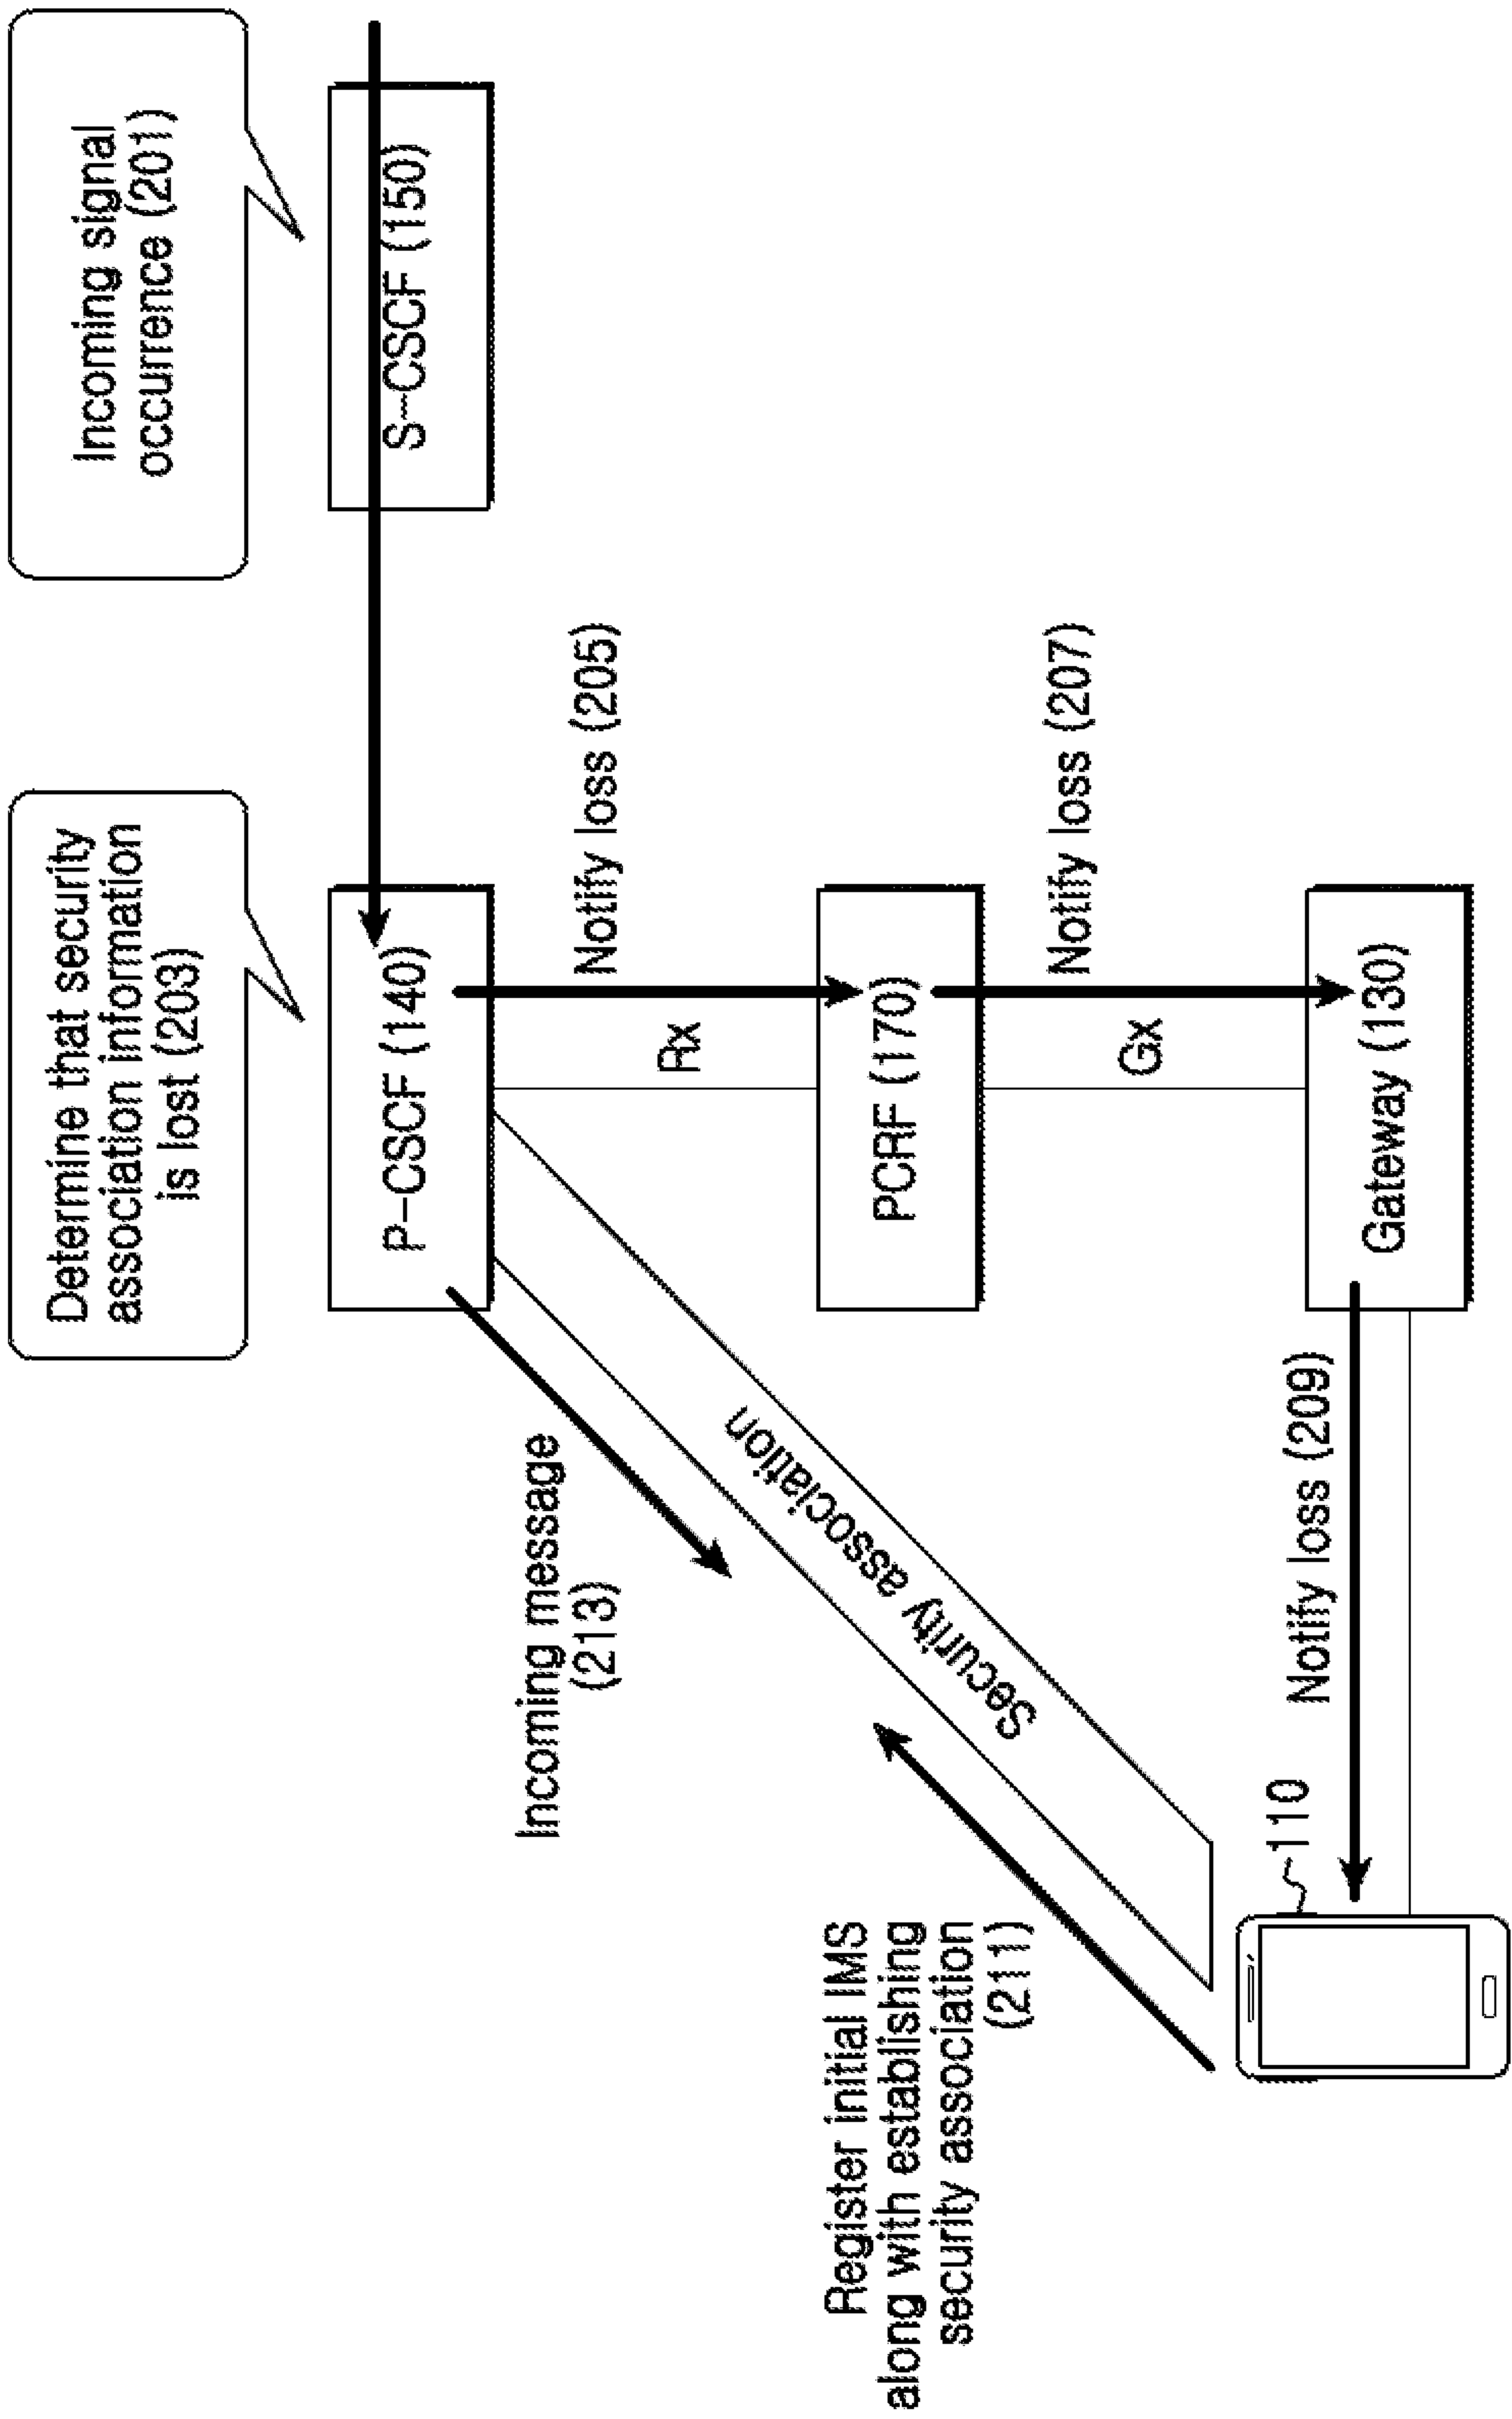 Incoming signal
occurrence (201)
Determine that security
association information
is lost (203)
S-CSCF (150)
P-CSCF (140)
Notify loss (205)
Rx
Incoming message
(213)
PCRF (170)
Security association
Notify loss (207)
Gx
Register initial IMS
along with establishing
security association
(211)
Gateway (130)
Notify loss (209)
110